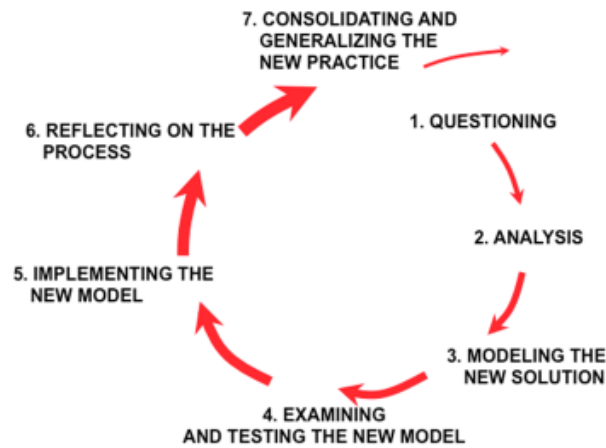 7. CONSOLIDATING AND
GENERALIZING THE
NEW PRACTICE
1. QUESTIONING
2. ANALYSIS
3. MODELING THE
NEW SOLUTION
4. EXAMINING
AND TESTING THE NEW MODEL
5. IMPLEMENTING THE
NEW MODEL
6. REFLECTING ON THE
PROCESS